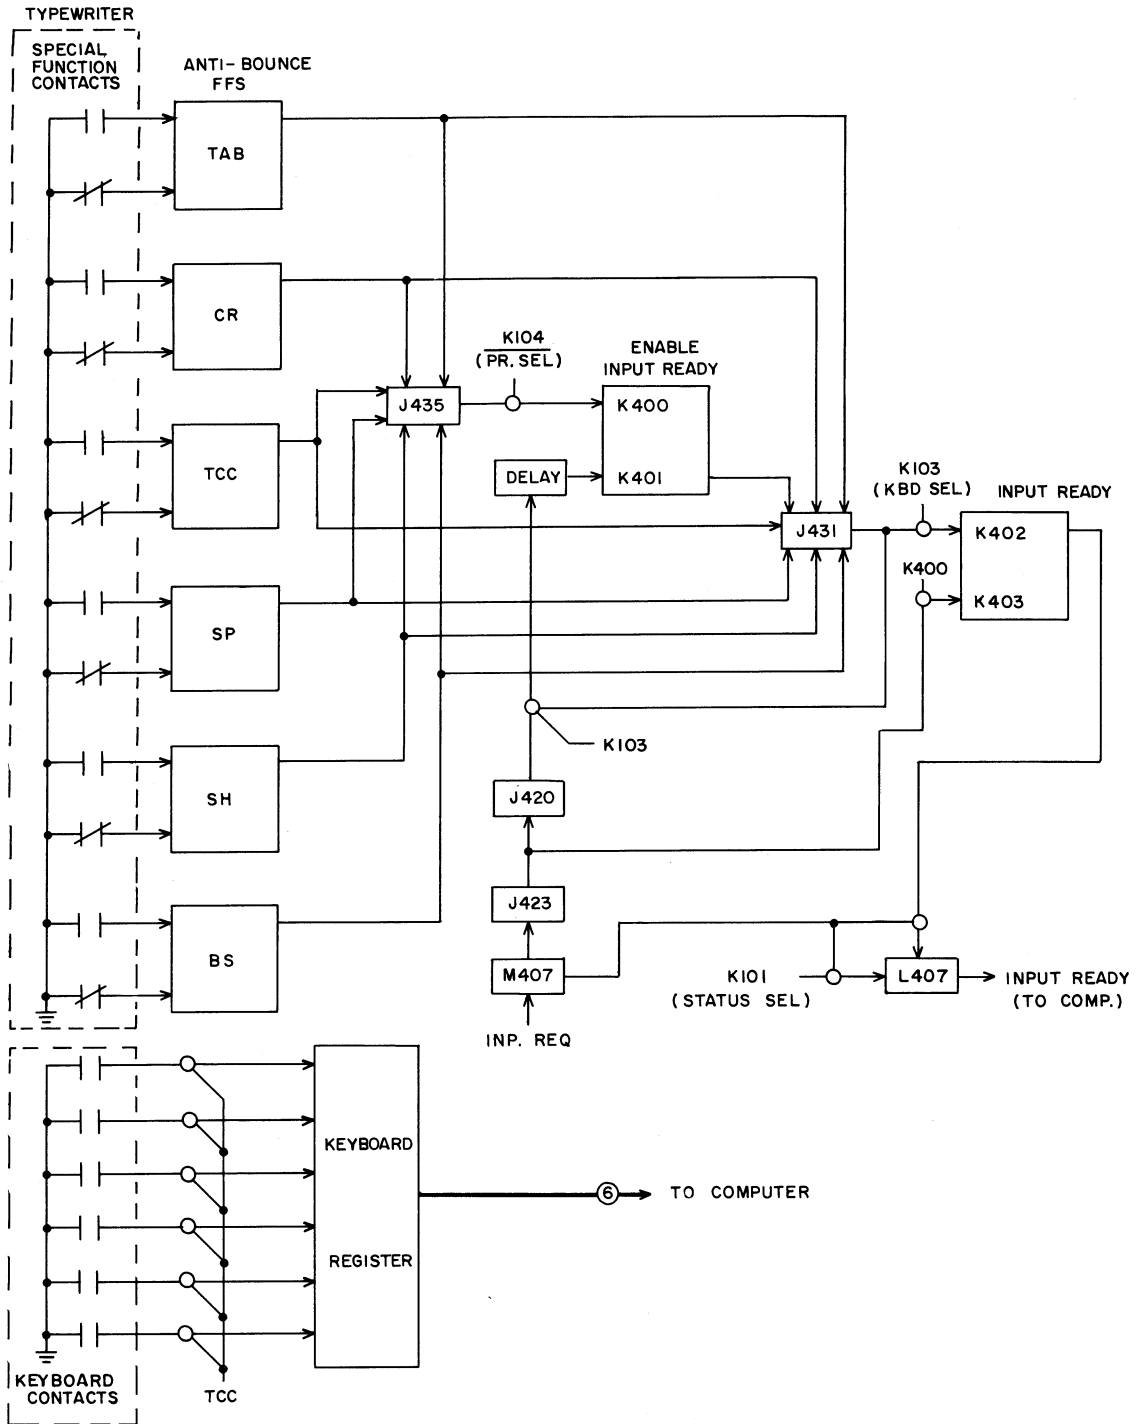 TYPEWRITER
SPECIAL
FUNCTION
CONTACTS
ANTI-BOUNCE
FFS
TAB
CR
K104
(PR. SEL)
ENABLE
INPUT READY
J435
K400
TCC
DELAY
K401
K103
(KBD SEL)
INPUT READY
J431
K402
K400
K403
SP
K103
SH
J420
J423
BS
M407
K101
(STATUS SEL)
L407
INPUT READY
(TO COMP.)
INP. REQ
KEYBOARD
6
TO COMPUTER
REGISTER
KEYBOARD
CONTACTS
TCC